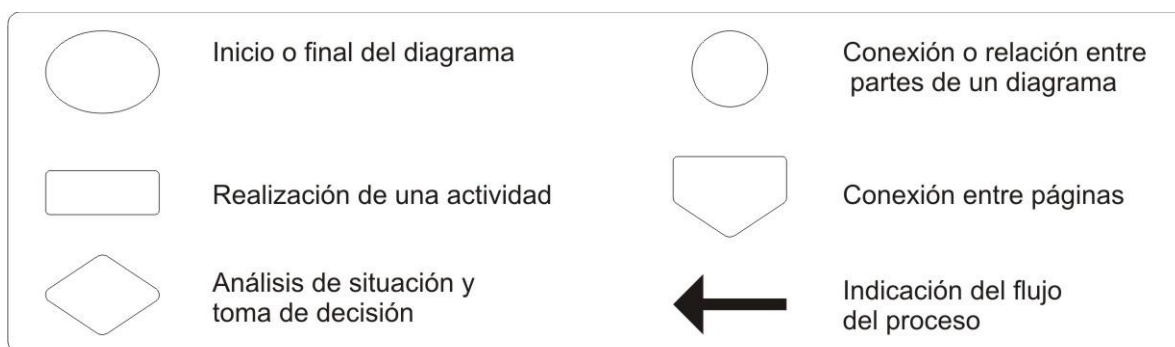 Inicio o final del diagrama
Realización de una actividad
Análisis de situación y
toma de decisión
Conexión o relación entre
partes de un diagrama
Conexión entre páginas
Indicación del flujo
del proceso